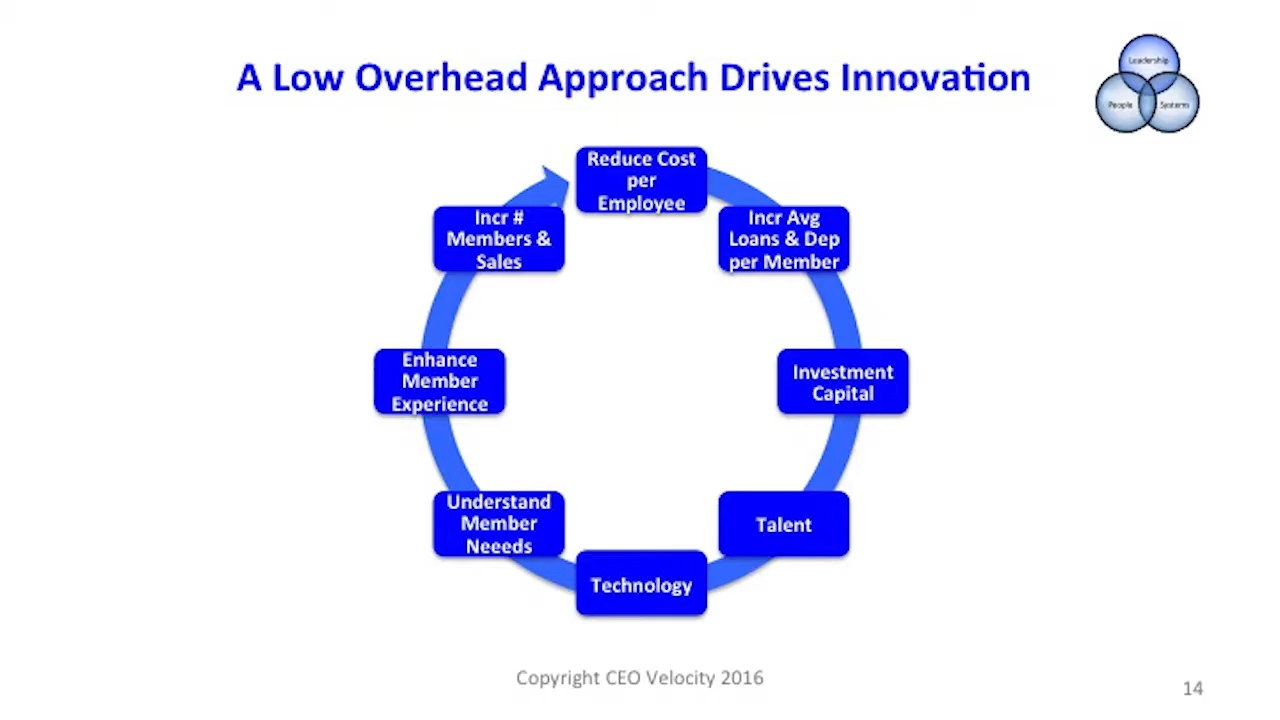 A Low Overhead Approach Drives Innovation
Leadership
People
Systems
Reduce Cost
per
Employee
Incr Avg
Loans & Dep
per Member
Investment
Capital
Talent
Technology
Understand
Member
Neeeds
Enhance
Member
Experience
Incr #
Members &
Sales
Copyright CEO Velocity 2016
14